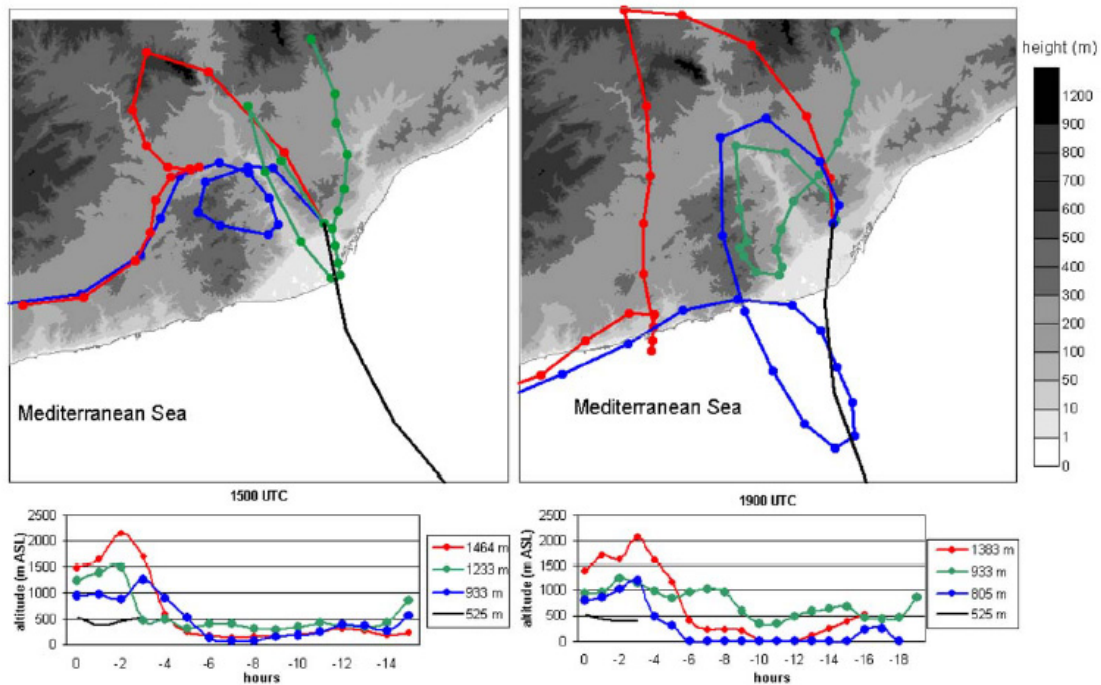 height (m)
1200
900
800
700
600
500
400
300
200
100
50
10
1
0
Mediterranean Sea
Mediterranean Sea
1500 UTC
1900 UTC
altitude (m ASL)
2500
2000
1500
1000
500
0
0 -2 -4 -6 -8 -10 -12 -14
hours
1464 m
1233 m
933 m
525 m
altitude (m ASL)
2500
2000
1500
1000
500
0
0 -2 -4 -6 -8 -10 -12 -14 -16 -18
hours
1383 m
933 m
805 m
525 m